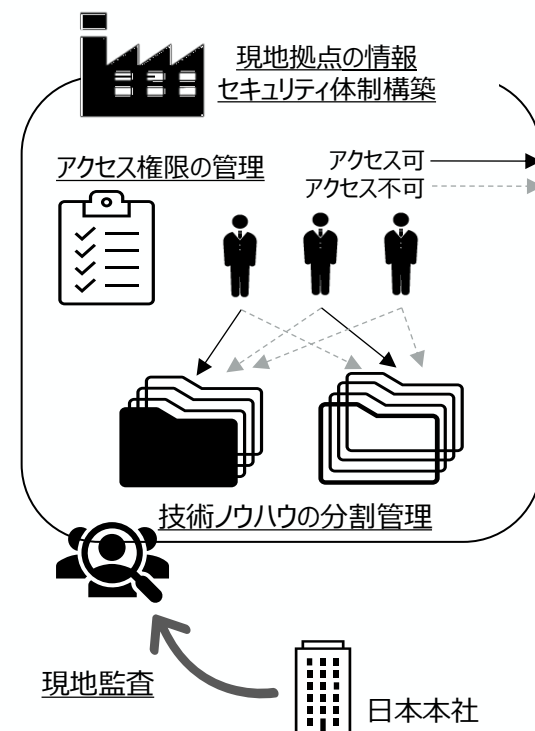 現地拠点の情報
セキュリティ体制構築
アクセス権限の管理
アクセス可
アクセス不可
技術ノウハウの分割管理
現地監査
日本本社